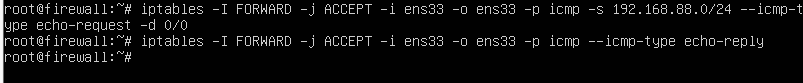 root@firewall:~# iptables -I FORWARD -j ACCEPT -i ens33 -o ens33 -p icmp -s 192.168.88.0/24 --icmp-t
ype echo-request -d 0/0
root@firewall:~# iptables -I FORWARD -j ACCEPT -i ens33 -o ens33 -p icmp --icmp-type echo-reply
root@firewall:~#